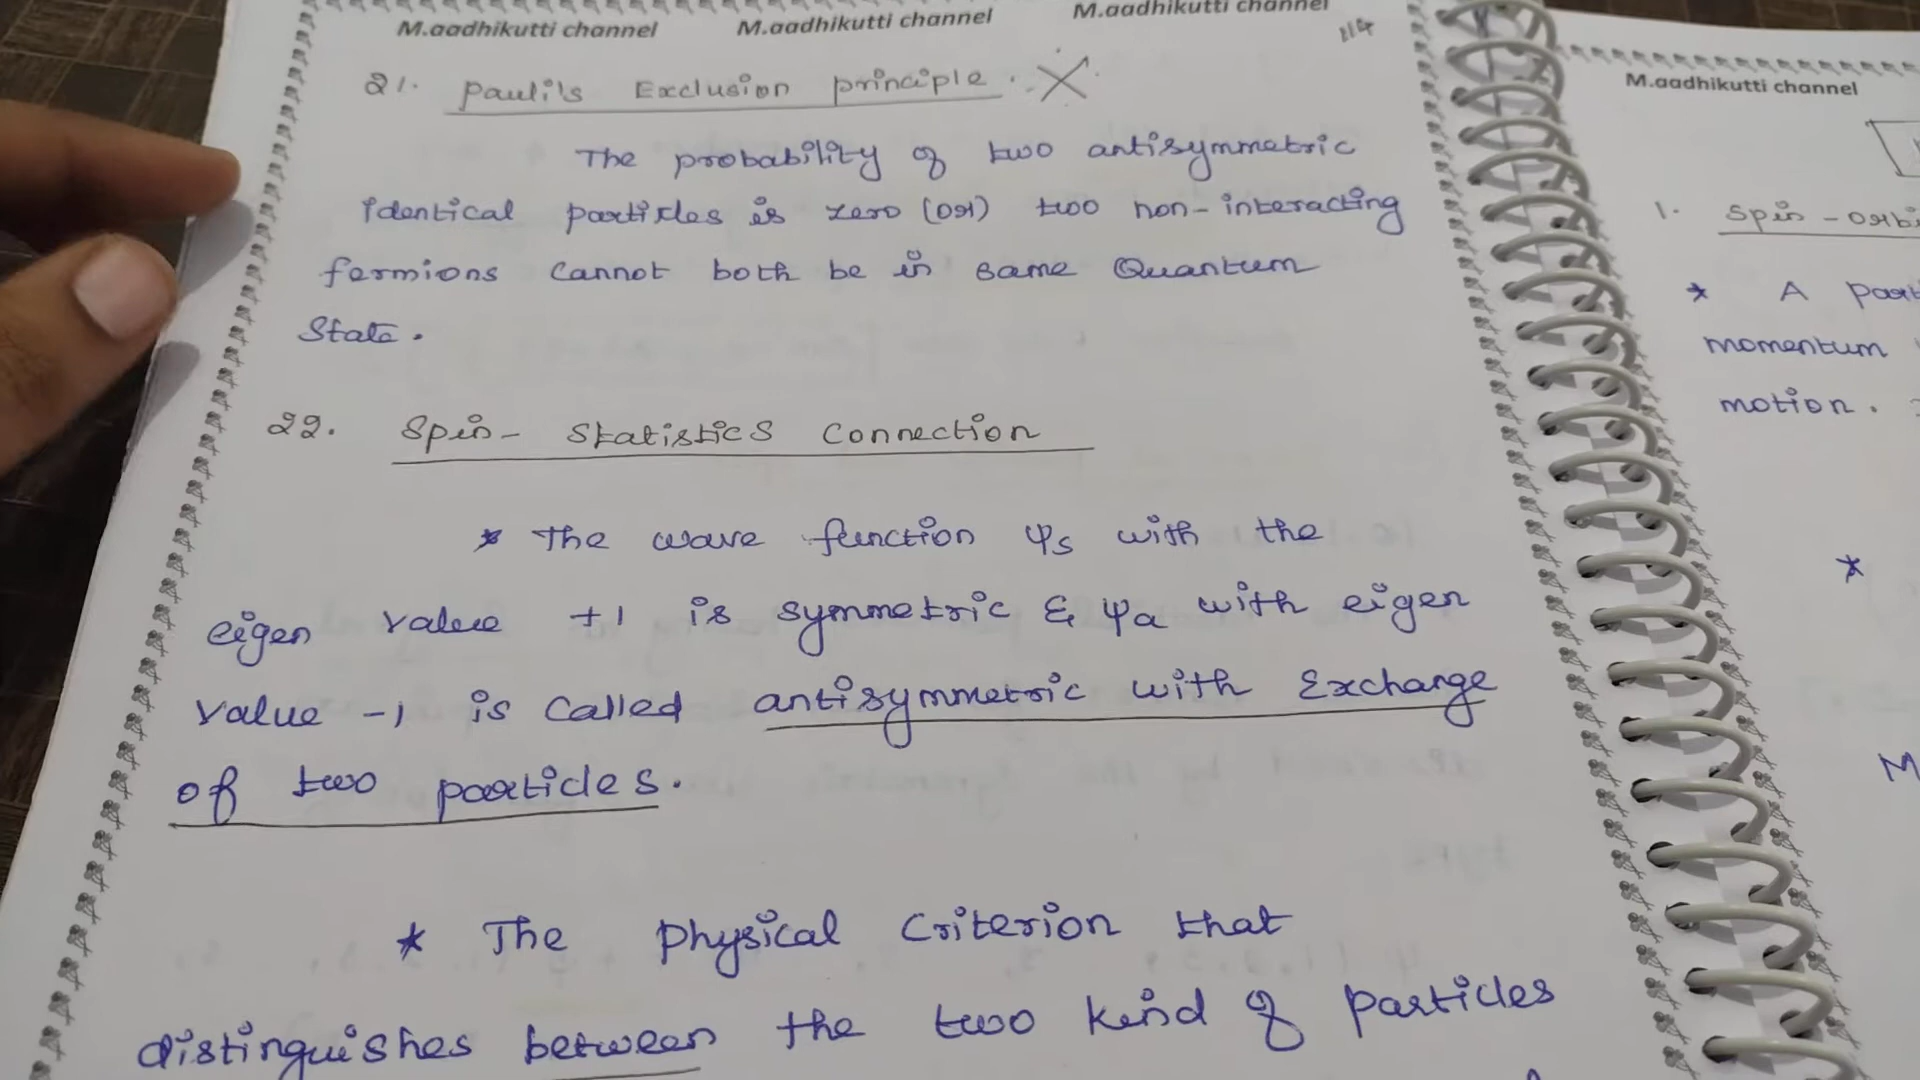 M.aadhikutti channel M.aadhikutti channel M.aadhikutti channel
114
21. Pauli's Exclusion principle. X
The probability of two antisymmetric
identical particles is zero (or) two non-interacting
fermions cannot both be in same Quantum
State.
22. Spin-Statistics Connection
* The wave function ψs with the
eigen value +1 is symmetric & ψa with eigen
value -1 is called antisymmetric with Exchange
of two particles.
* The Physical Criterion that
distinguishes between the two kind of particles
M.aadhikutti channel
1. Spin-orbi
* A part
momentum
motion.
*
M